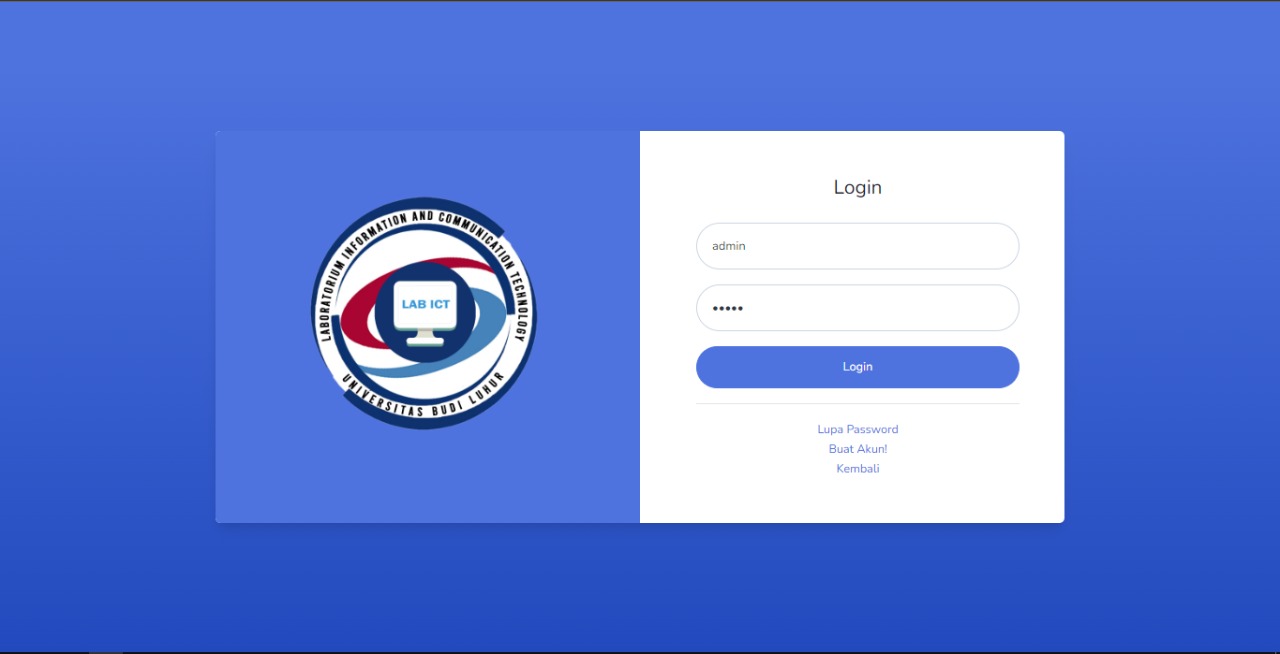 LABORATORIUM INFORMATION AND COMMUNICATION TECHNOLOGY
LAB ICT
UNIVERSITAS BUDI LUHUR
Login
admin
•••••
Login
Lupa Password
Buat Akun!
Kembali